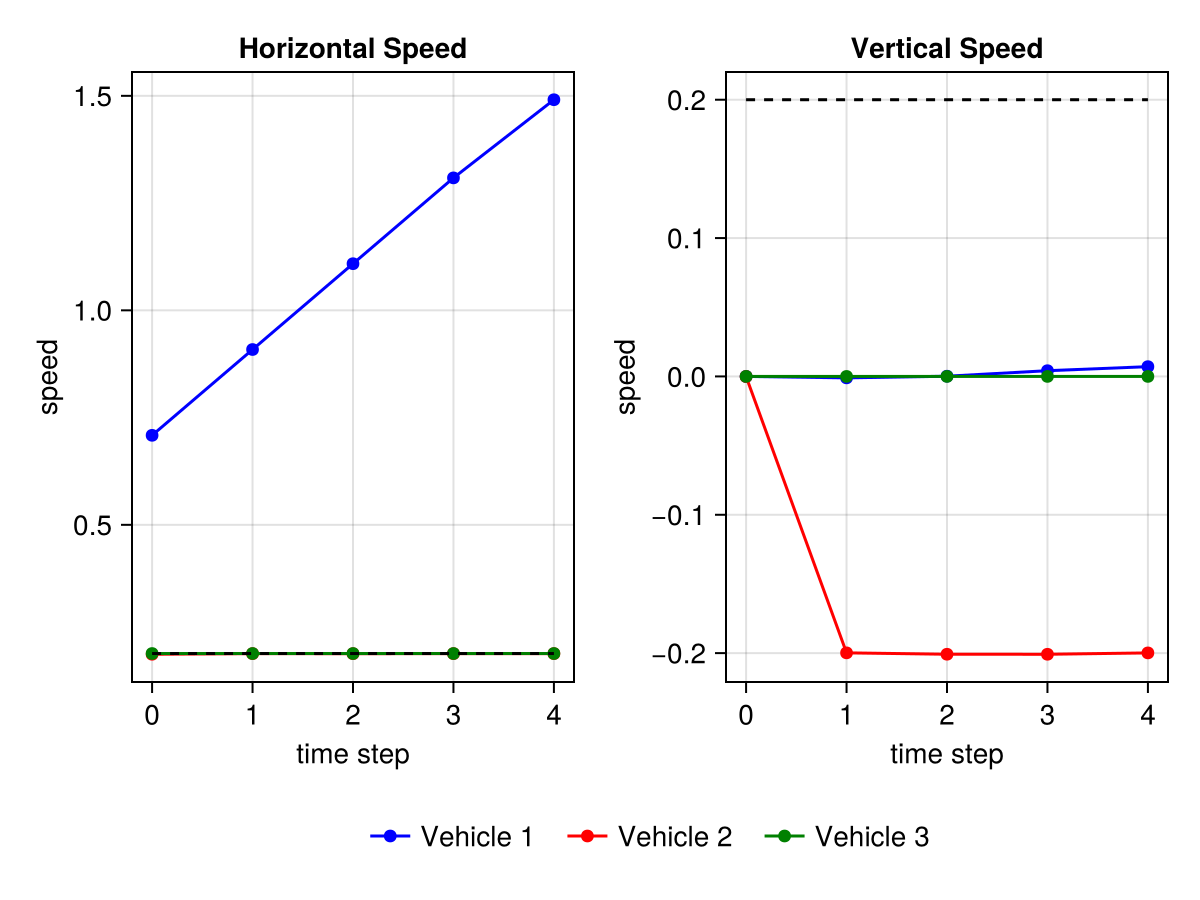 Horizontal Speed
speed
1.5
1.0
0.5
0 1 2 3 4
time step
Vertical Speed
speed
0.2
0.1
0.0
−0.1
−0.2
0 1 2 3 4
time step
Vehicle 1 Vehicle 2 Vehicle 3